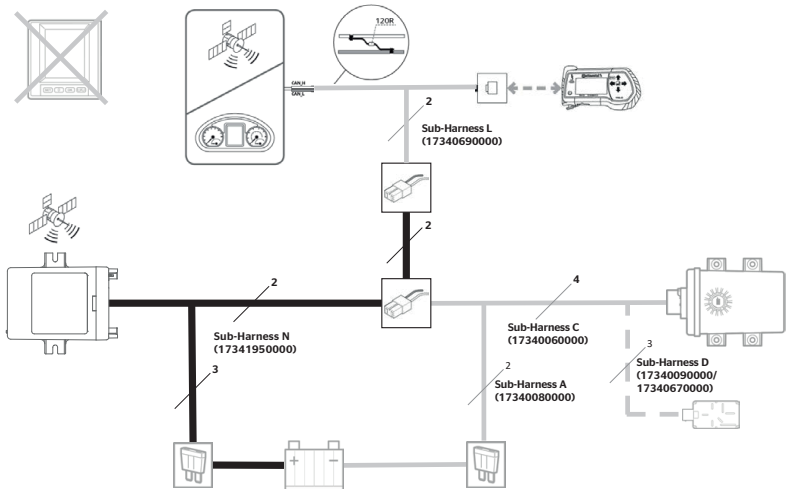 120R
CAN_H
CAN_L
2
Sub-Harness L
(17340690000)
2
2
4
Sub-Harness N
(17341950000)
Sub-Harness C
(17340060000)
3
2
Sub-Harness A
(17340080000)
3
Sub-Harness D
(17340090000/
17340670000)
+ −